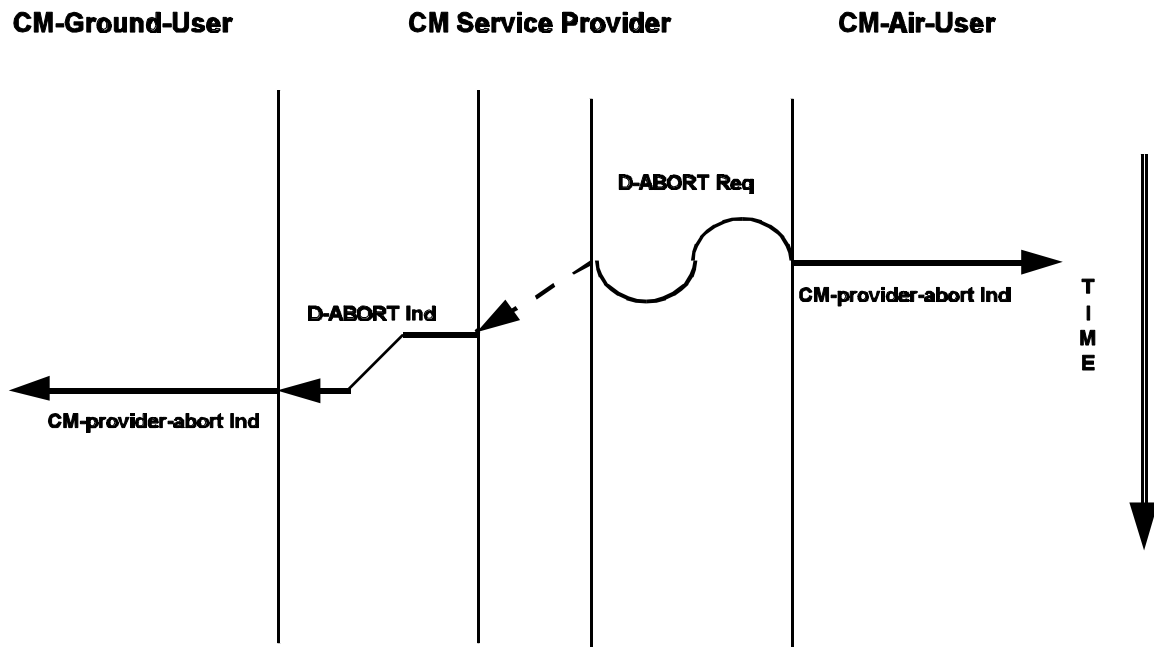 CM-Ground-User
CM Service Provider
CM-Air-User
D-ABORT Req
CM-provider-abort Ind
D-ABORT Ind
CM-provider-abort Ind
T
I
M
E